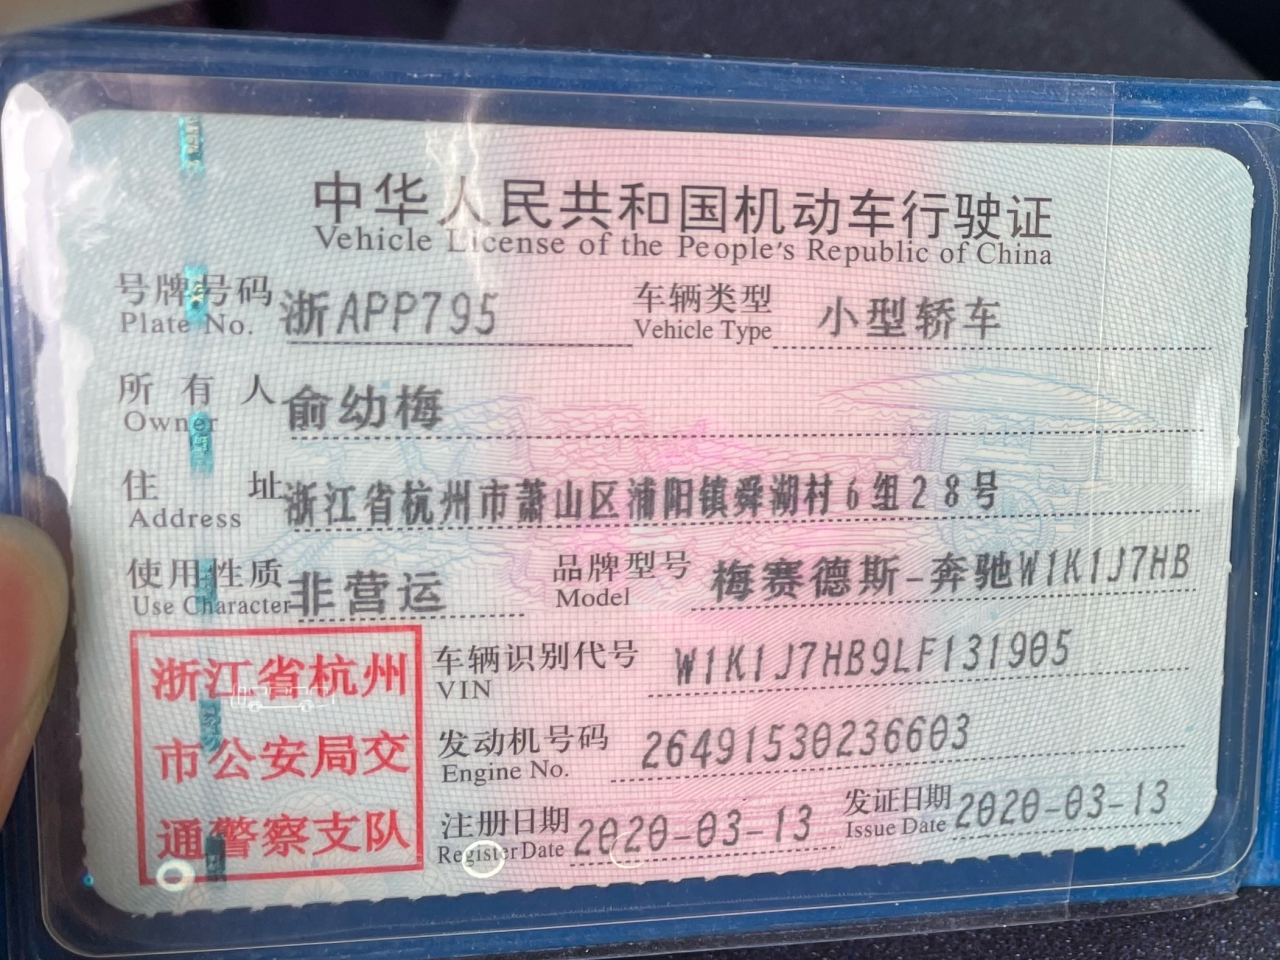 中华人民共和国机动车行驶证
Vehicle License of the People's Republic of China
号牌号码 浙APP795 车辆类型 小型轿车
Plate No. Vehicle Type
所有人 俞幼梅
Owner
住址 浙江省杭州市萧山区浦阳镇舜湖村6组28号
Address
使用性质 非营运 品牌型号 梅赛德斯-奔驰W1K1J7HB
Use Character Model
浙江省杭州
市公安局交
通警察支队
车辆识别代号 W1K1J7HB9LF131905
VIN
发动机号码 26491530236603
Engine No.
注册日期 2020-03-13 发证日期 2020-03-13
Register Date Issue Date